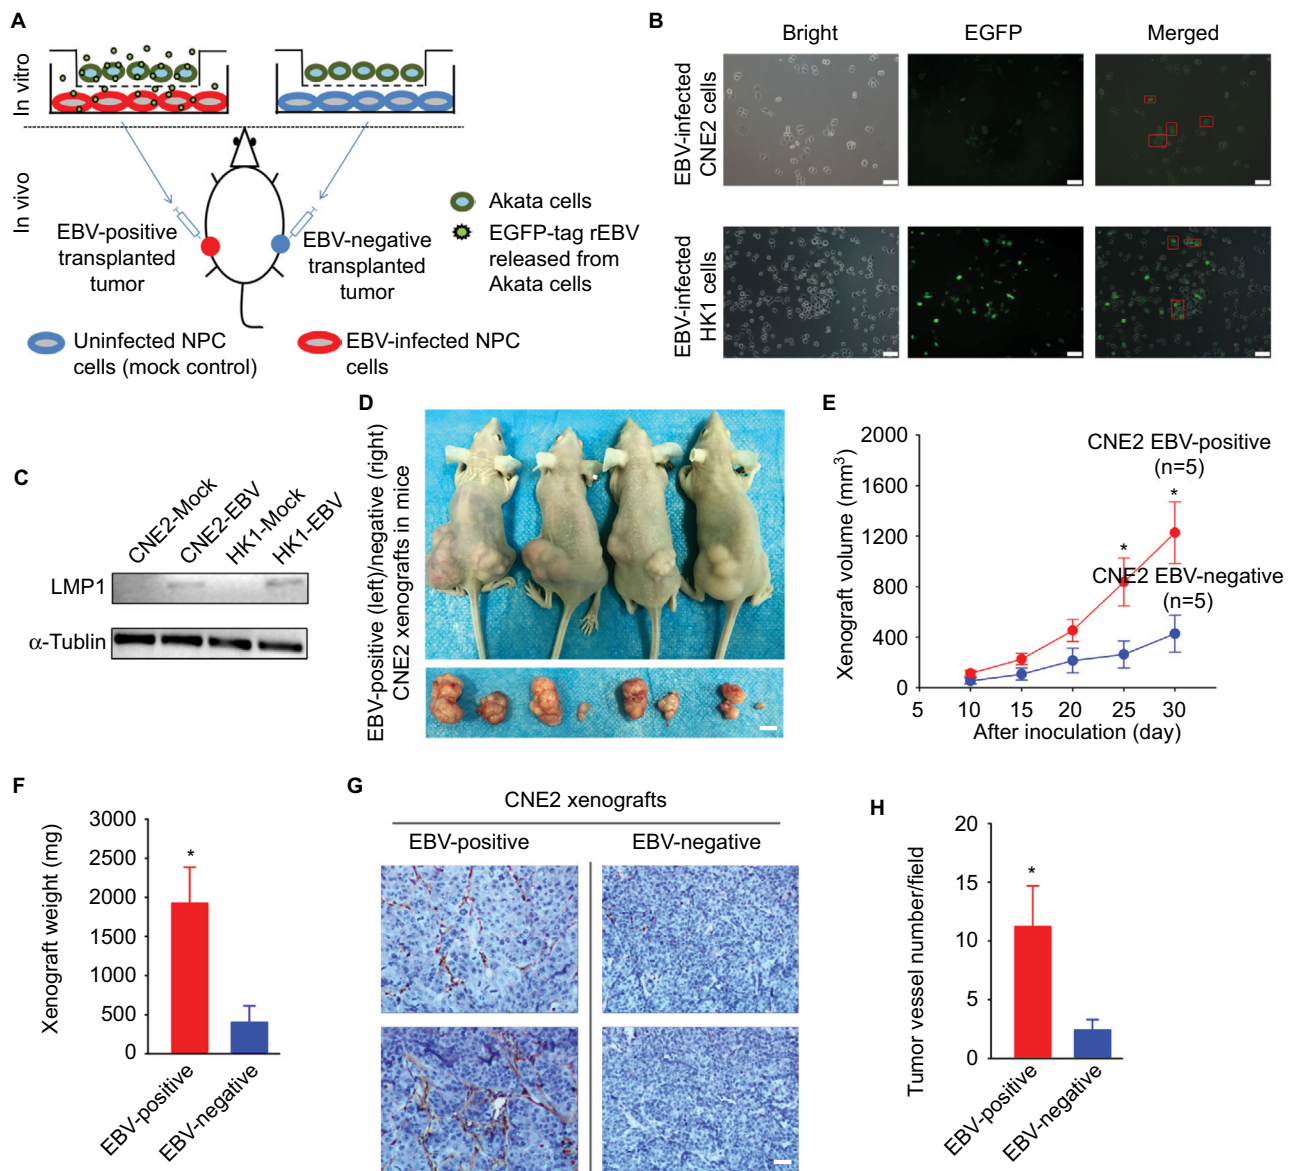 A
In vitro
In vivo
EBV-positive
transplanted
tumor
EBV-negative
transplanted
tumor
Akata cells
EGFP-tag rEBV
released from
Akata cells
Uninfected NPC
cells (mock control)
EBV-infected NPC
cells
B
Bright
EGFP
Merged
EBV-infected
CNE2 cells
EBV-infected
HK1 cells
C
CNE2-Mock
CNE2-EBV
HK1-Mock
HK1-EBV
LMP1
α-Tublin
D
EBV-positive (left)/negative (right)
CNE2 xenografts in mice
E
Xenograft volume (mm³)
2000
1600
1200
800
400
0
5
10
15
20
25
30
After inoculation (day)
CNE2 EBV-positive
(n=5)
*
*
CNE2 EBV-negative
(n=5)
F
Xenograft weight (mg)
3000
2500
2000
1500
1000
500
0
*
EBV-positive
EBV-negative
G
CNE2 xenografts
EBV-positive
EBV-negative
H
Tumor vessel number/field
20
15
10
5
0
*
EBV-positive
EBV-negative